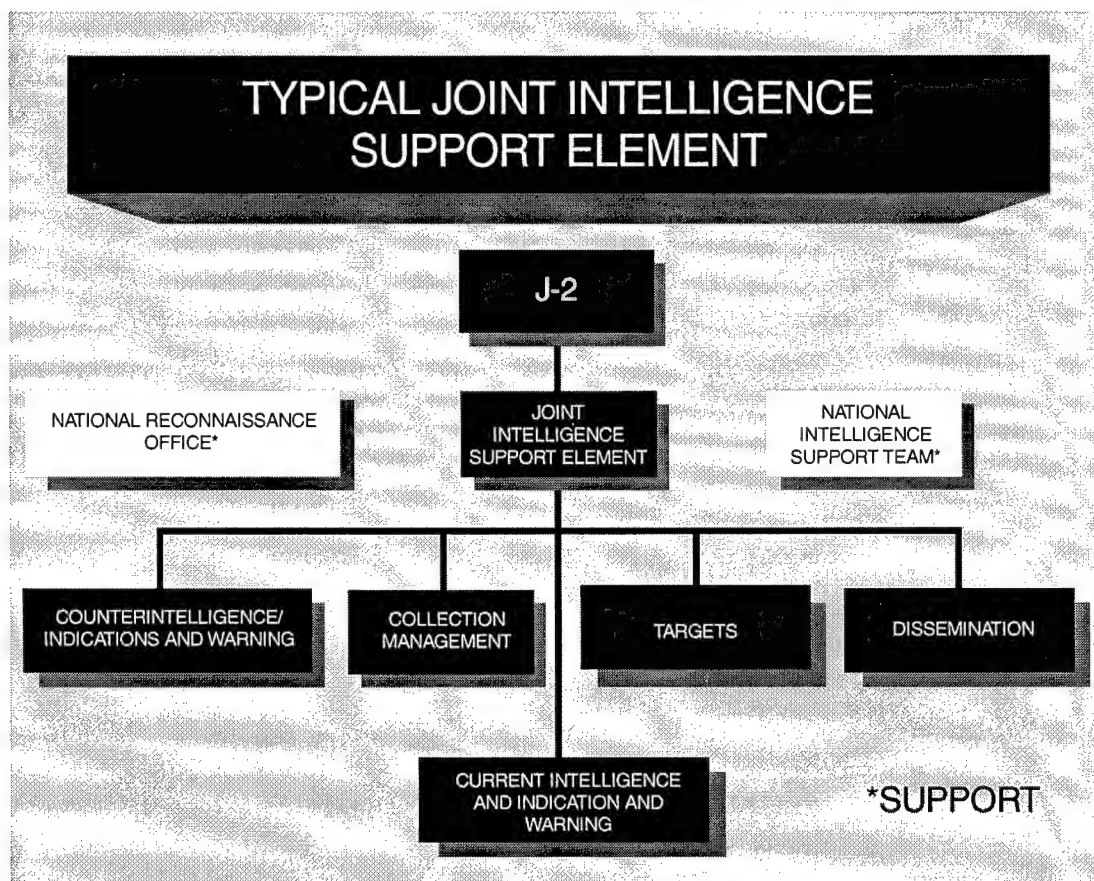 TYPICAL JOINT INTELLIGENCE
SUPPORT ELEMENT
J-2
NATIONAL RECONNAISSANCE
OFFICE*
JOINT
INTELLIGENCE
SUPPORT ELEMENT
NATIONAL
INTELLIGENCE
SUPPORT TEAM*
COUNTERINTELLIGENCE/
INDICATIONS AND WARNING
COLLECTION
MANAGEMENT
TARGETS
DISSEMINATION
CURRENT INTELLIGENCE
AND INDICATION AND
WARNING
*SUPPORT